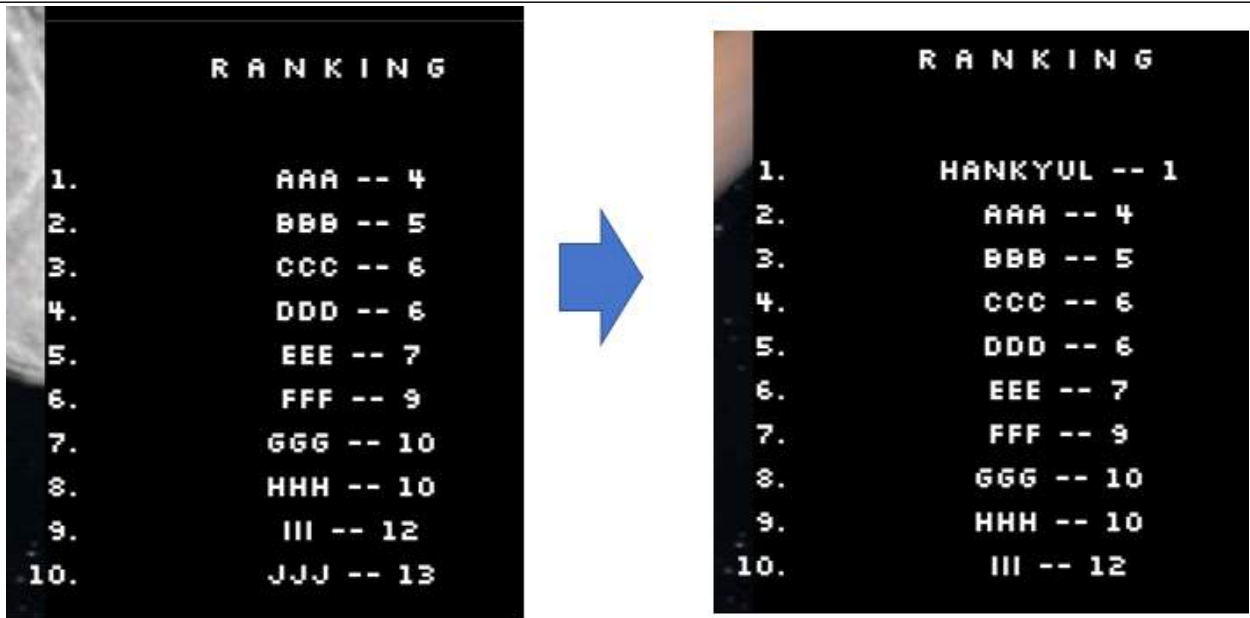 RANKING
1. AAA -- 4
2. BBB -- 5
3. CCC -- 6
4. DDD -- 6
5. EEE -- 7
6. FFF -- 9
7. GGG -- 10
8. HHH -- 10
9. III -- 12
10. JJJ -- 13
RANKING
1. HANKYUL -- 1
2. AAA -- 4
3. BBB -- 5
4. CCC -- 6
5. DDD -- 6
6. EEE -- 7
7. FFF -- 9
8. GGG -- 10
9. HHH -- 10
10. III -- 12